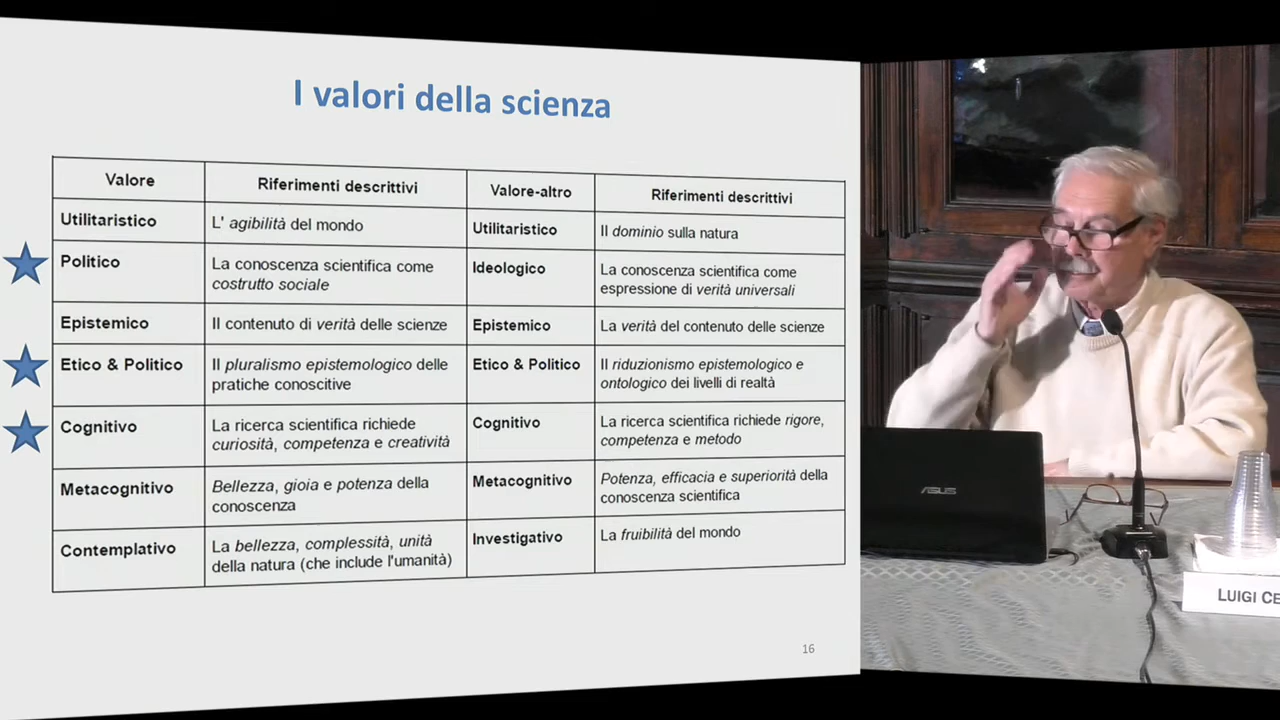 I valori della scienza
Valore Riferimenti descrittivi Valore-altro Riferimenti descrittivi
Utilitaristico L' agibilità del mondo Utilitaristico Il dominio sulla natura
Politico La conoscenza scientifica come Ideologico La conoscenza scientifica come
costrutto sociale espressione di verità universali
Epistemico Il contenuto di verità delle scienze Epistemico La verità del contenuto delle scienze
Etico & Politico Il pluralismo epistemologico delle Etico & Politico Il riduzionismo epistemologico e
pratiche conoscitive ontologico dei livelli di realtà
Cognitivo La ricerca scientifica richiede Cognitivo La ricerca scientifica richiede rigore,
curiosità, competenza e creatività competenza e metodo
Metacognitivo Bellezza, gioia e potenza della Metacognitivo Potenza, efficacia e superiorità della
conoscenza conoscenza scientifica
Contemplativo La bellezza, complessità, unità Investigativo La fruibilità del mondo
della natura (che include l'umanità)
16
ASUS
LUIGI CE